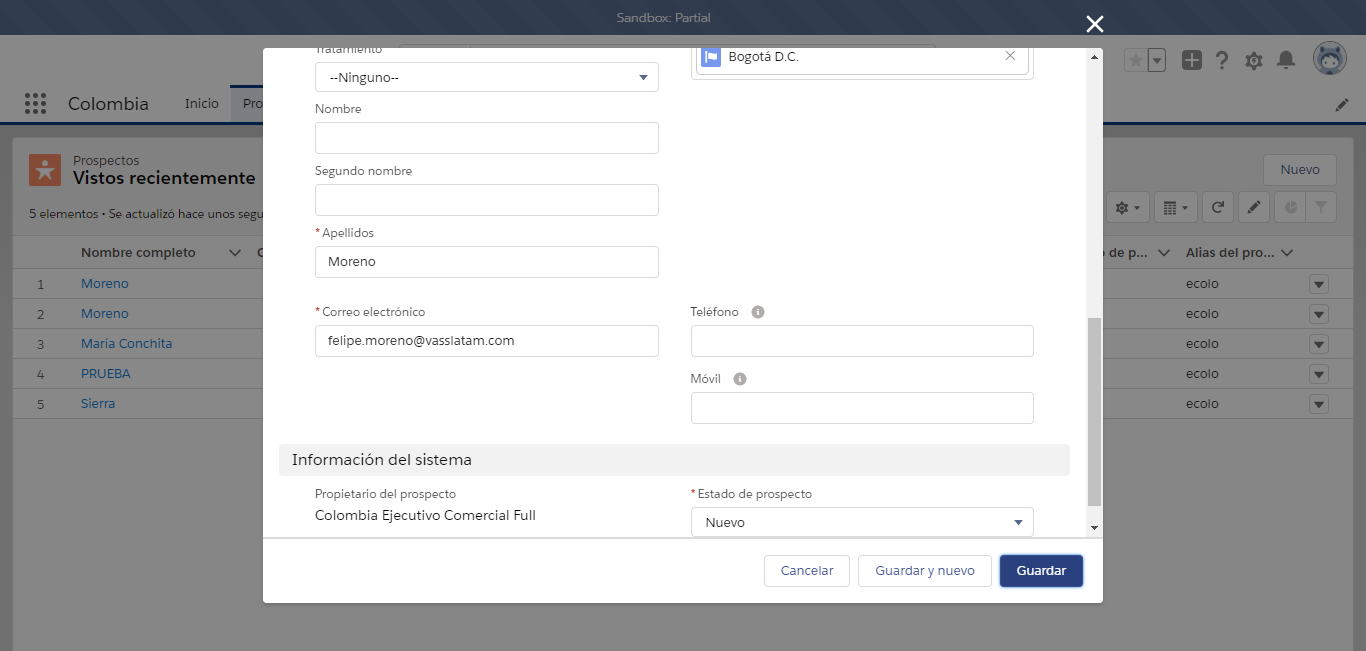 Sandbox: Partial
Colombia
Inicio
Pro
Prospectos
Vistos recientemente
5 elementos • Se actualizó hace unos segu
Nuevo
Nombre completo
de p...
Alias del pro...
1 Moreno ecolo
2 Moreno ecolo
3 María Conchita ecolo
4 PRUEBA ecolo
5 Sierra ecolo
Tratamiento
--Ninguno--
Bogotá D.C.
Nombre
Segundo nombre
* Apellidos
Moreno
* Correo electrónico
felipe.moreno@vasslatam.com
Teléfono
Móvil
Información del sistema
Propietario del prospecto
Colombia Ejecutivo Comercial Full
* Estado de prospecto
Nuevo
Cancelar
Guardar y nuevo
Guardar